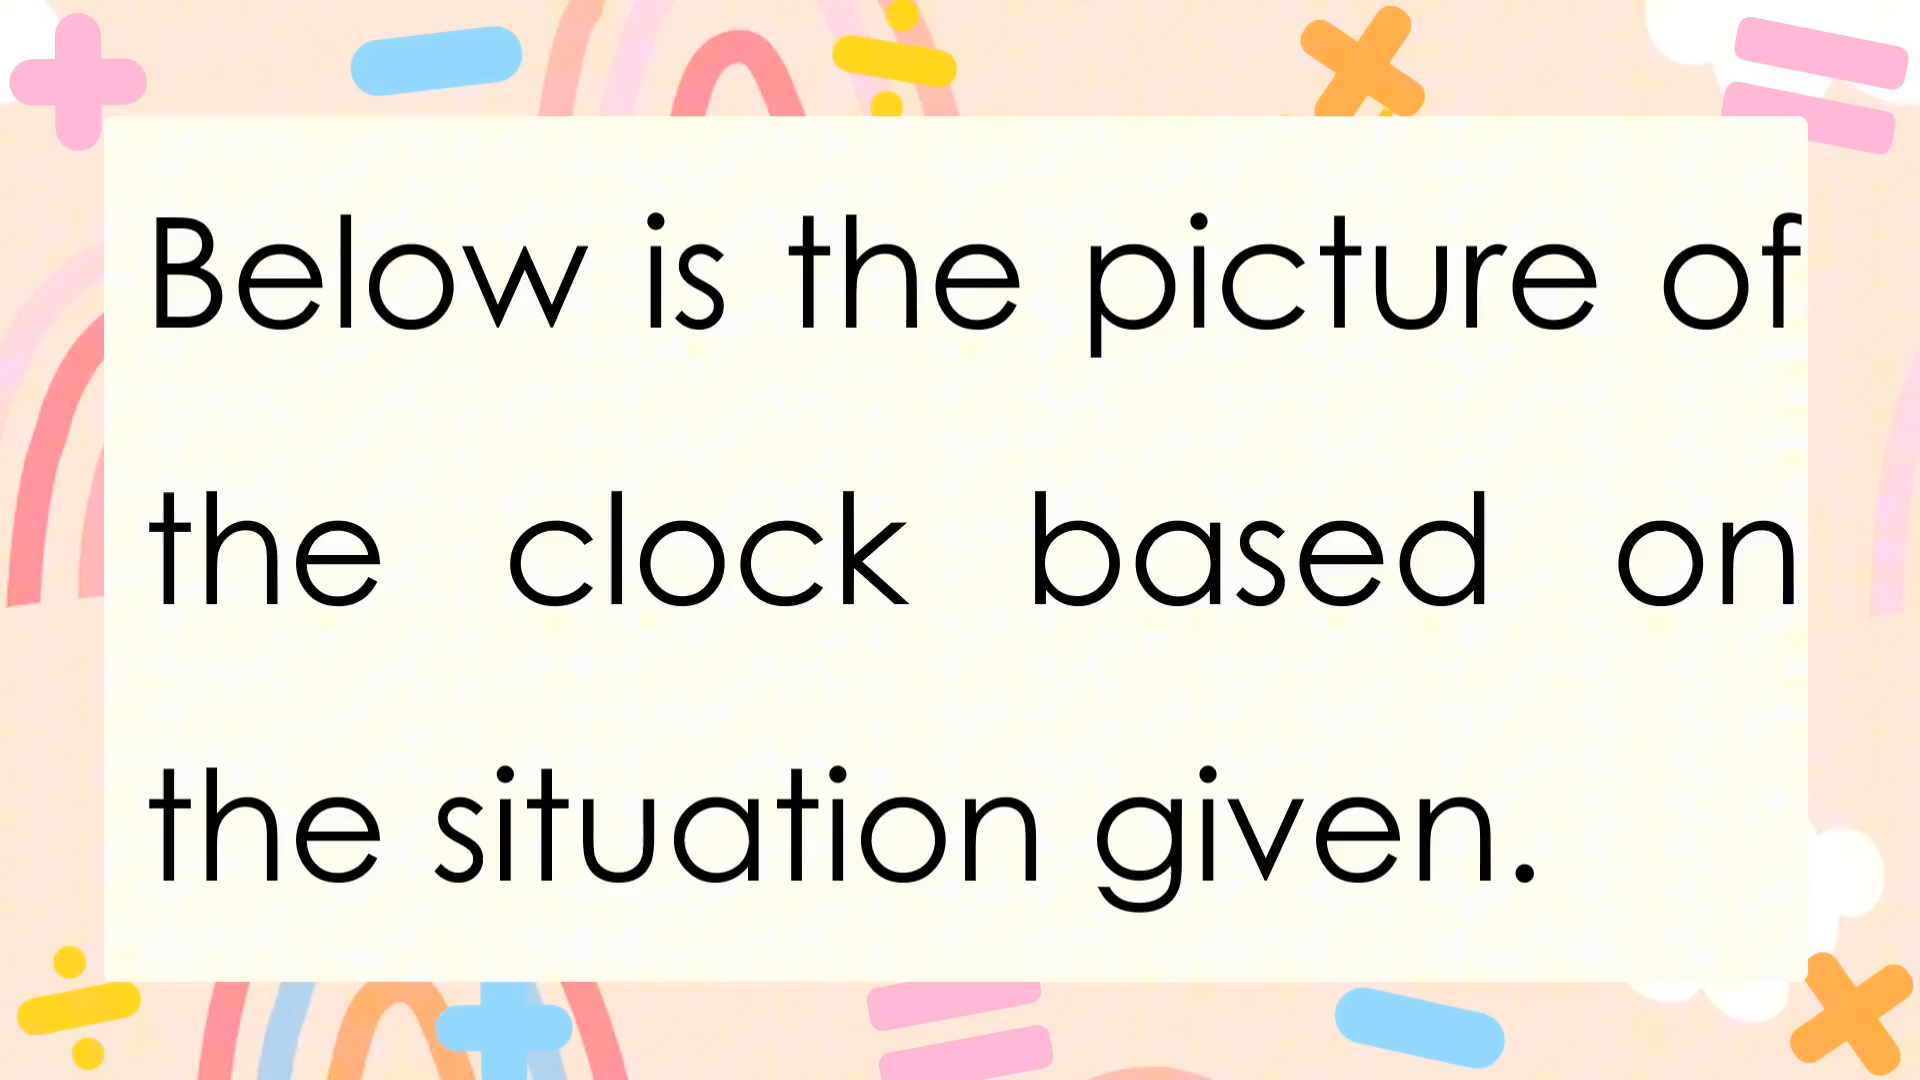 Below is the picture of
the clock based on
the situation given.